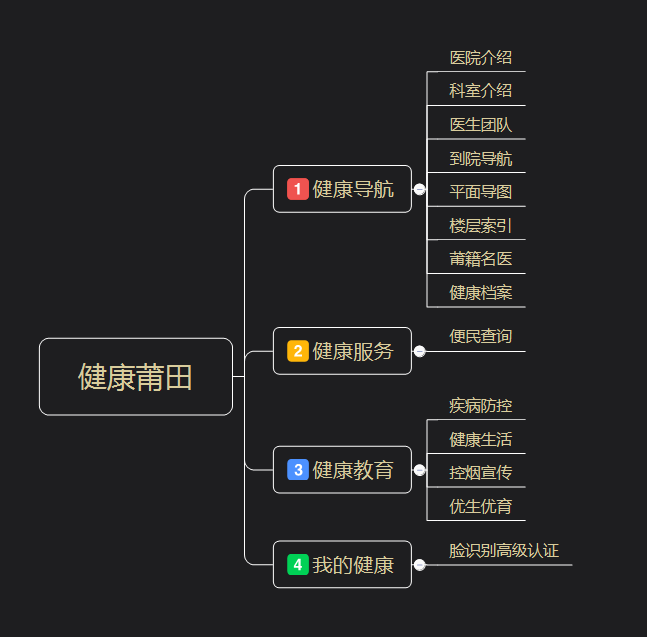 健康莆田
1 健康导航
医院介绍
科室介绍
医生团队
到院导航
平面导图
楼层索引
莆籍名医
健康档案
2 健康服务
便民查询
3 健康教育
疾病防控
健康生活
控烟宣传
优生优育
4 我的健康
脸识别高级认证